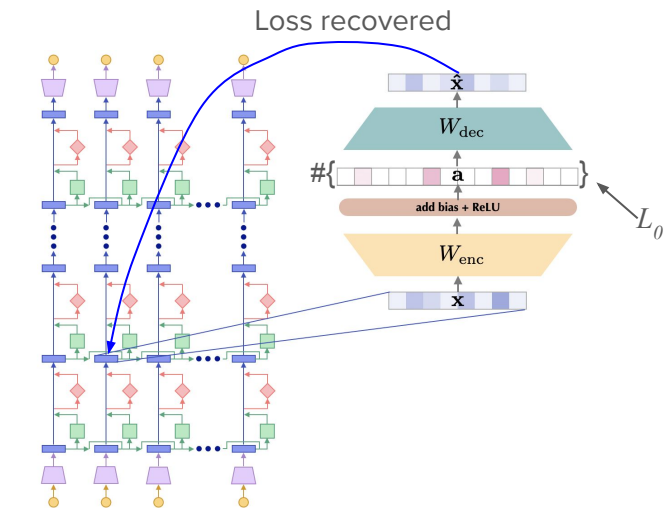 Loss recovered
x̂
W_dec
#{ a }
add bias + ReLU
L_0
W_enc
x